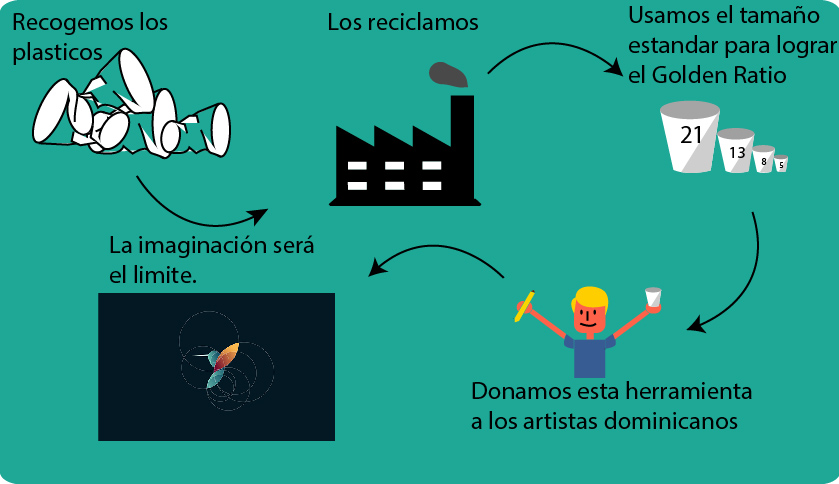 Recogemos los
plasticos
Los reciclamos
Usamos el tamaño
estandar para lograr
el Golden Ratio
21
13
8
5
Donamos esta herramienta
a los artistas dominicanos
La imaginación será
el limite.